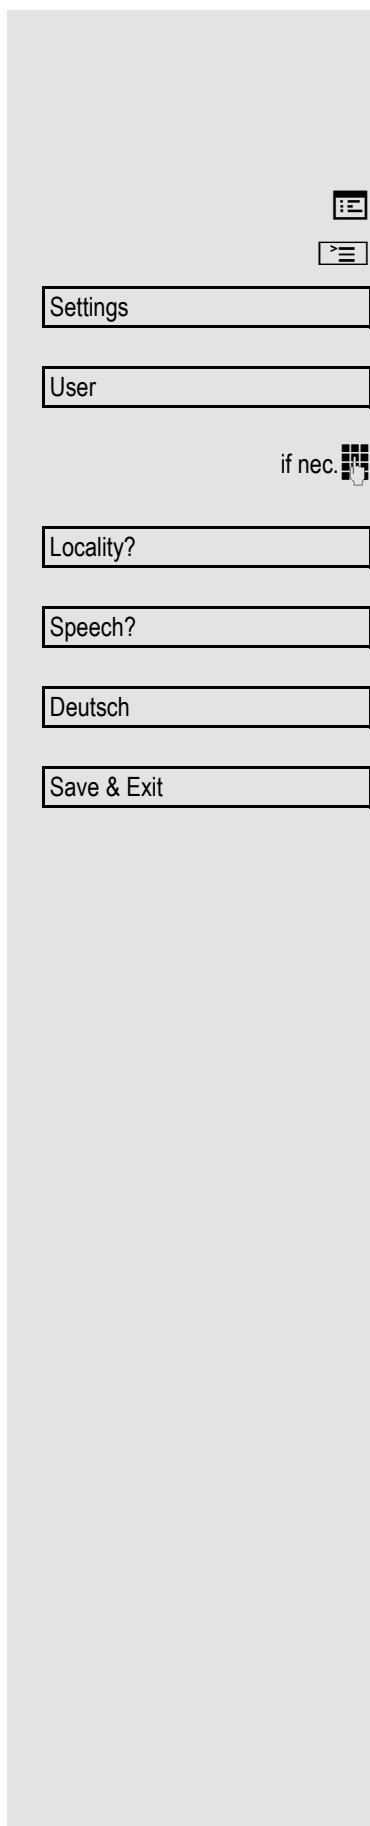 Settings
User
if nec.
Locality?
Speech?
Deutsch
Save & Exit